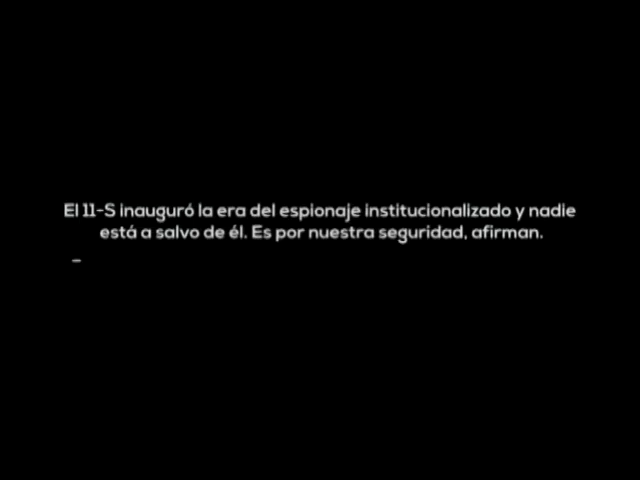 El 11-S inauguró la era del espionaje institucionalizado y nadie
está a salvo de él. Es por nuestra seguridad, afirman.
_